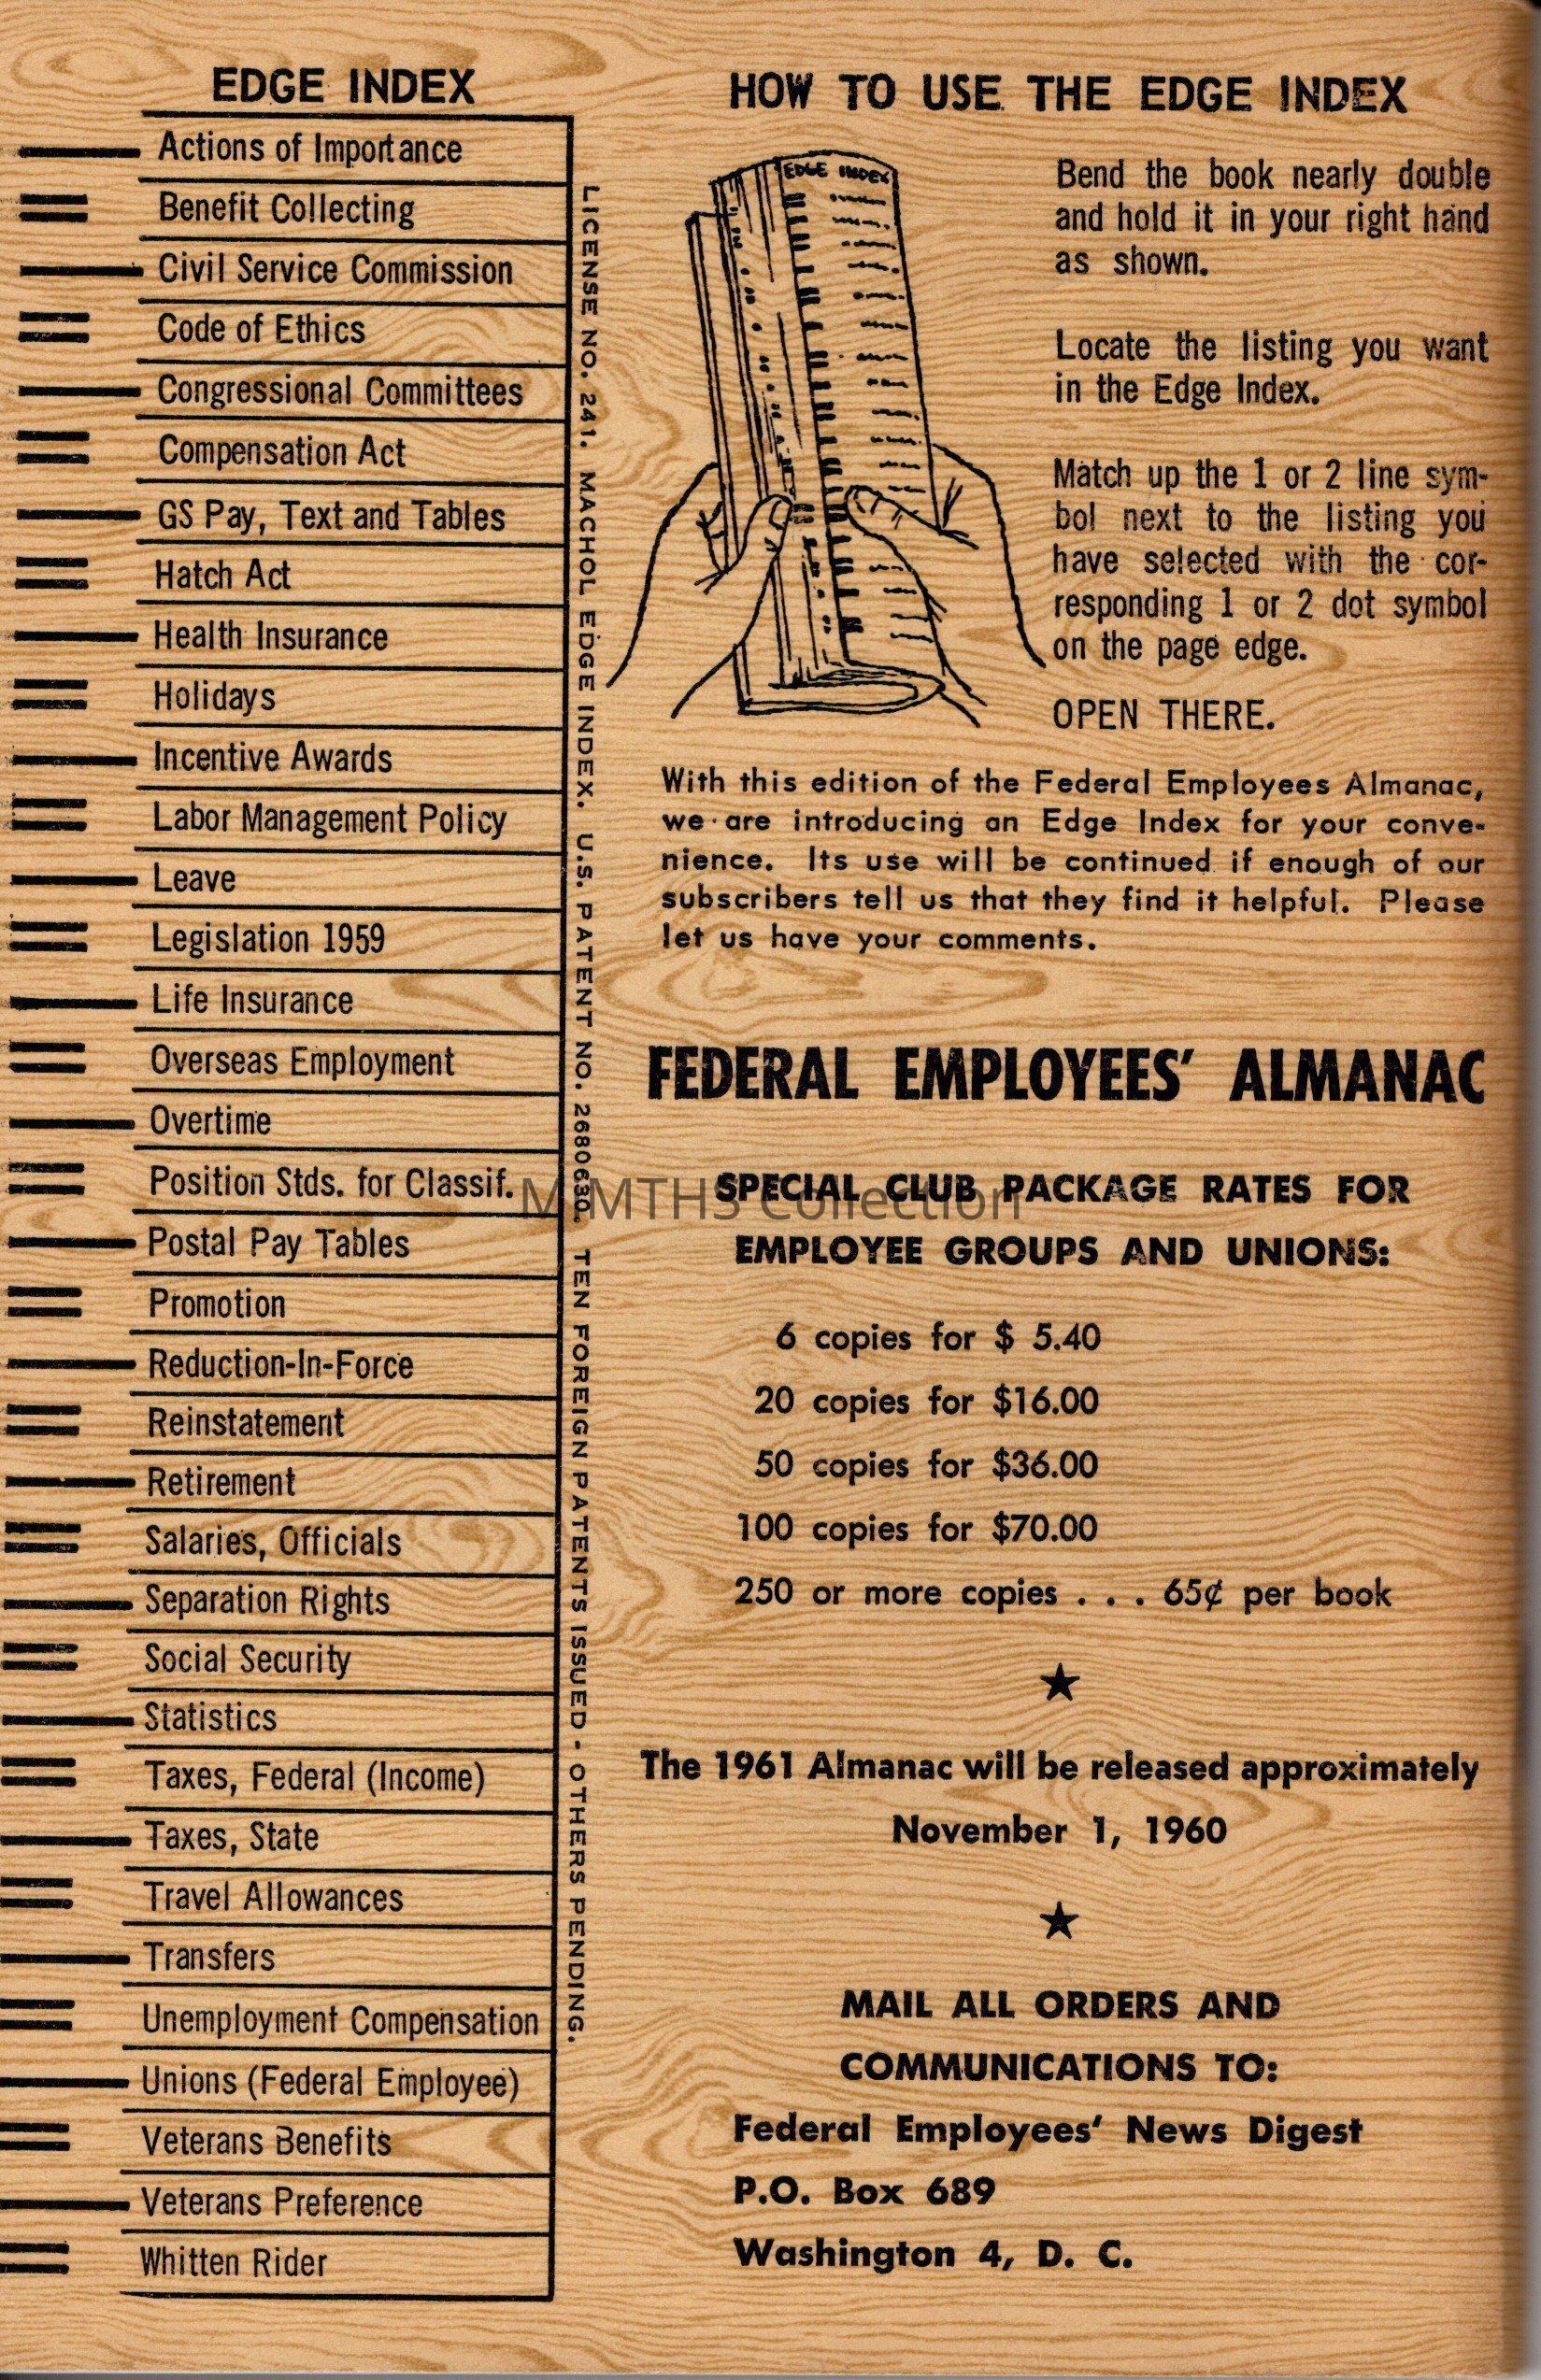 EDGE INDEX
Actions of Importance
Benefit Collecting
Civil Service Commission
Code of Ethics
Congressional Committees
Compensation Act
GS Pay, Text and Tables
Hatch Act
Health Insurance
Holidays
Incentive Awards
Labor Management Policy
Leave
Legislation 1959
Life Insurance
Overseas Employment
Overtime
Position Stds. for Classif.
Postal Pay Tables
Promotion
Reduction-In-Force
Reinstatement
Retirement
Salaries, Officials
Separation Rights
Social Security
Statistics
Taxes, Federal (Income)
Taxes, State
Travel Allowances
Transfers
Unemployment Compensation
Unions (Federal Employee)
Veterans Benefits
Veterans Preference
Whitten Rider
LICENSE NO. 241. MACHOL EDGE INDEX. U.S. PATENT NO. 2680630. TEN FOREIGN PATENTS ISSUED - OTHERS PENDING.
HOW TO USE THE EDGE INDEX
EDGE INDEX
Bend the book nearly double
and hold it in your right hand
as shown.
Locate the listing you want
in the Edge Index.
Match up the 1 or 2 line sym-
bol next to the listing you
have selected with the cor-
responding 1 or 2 dot symbol
on the page edge.
OPEN THERE.
With this edition of the Federal Employees Almanac,
we are introducing an Edge Index for your conve-
nience. Its use will be continued if enough of our
subscribers tell us that they find it helpful. Please
let us have your comments.
FEDERAL EMPLOYEES' ALMANAC
SPECIAL CLUB PACKAGE RATES FOR
EMPLOYEE GROUPS AND UNIONS:
6 copies for $ 5.40
20 copies for $16.00
50 copies for $36.00
100 copies for $70.00
250 or more copies . . . 65¢ per book
The 1961 Almanac will be released approximately
November 1, 1960
MAIL ALL ORDERS AND
COMMUNICATIONS TO:
Federal Employees' News Digest
P.O. Box 689
Washington 4, D. C.
Collection